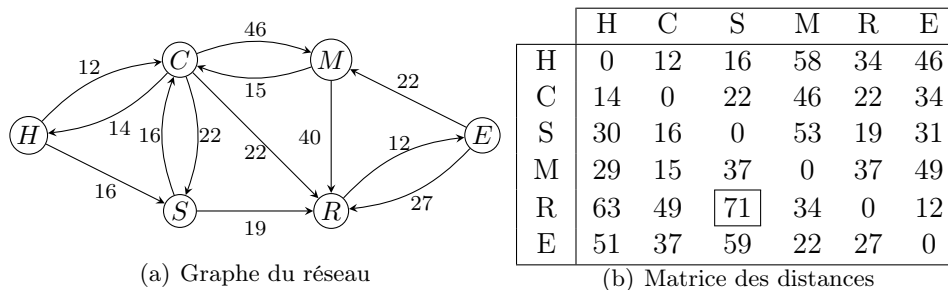 46
C
M
12
15
22
H
14
16
22
22
40
12
E
16
S
19
R
27
(a) Graphe du réseau
H C S M R E
H 0 12 16 58 34 46
C 14 0 22 46 22 34
S 30 16 0 53 19 31
M 29 15 37 0 37 49
R 63 49 71 34 0 12
E 51 37 59 22 27 0
(b) Matrice des distances